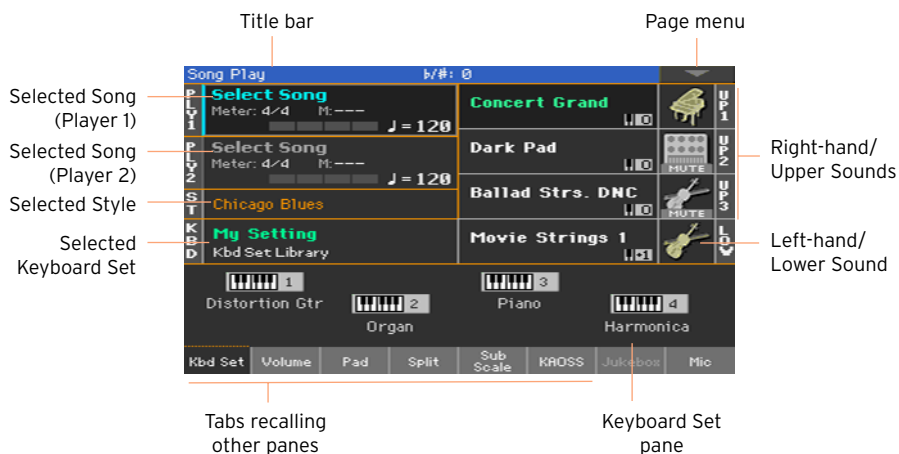 Title bar
Page menu
Song Play ♭/#: 0
Selected Song
(Player 1)
PLY1
Select Song
Meter: 4/4 M:---
♩=120
Concert Grand
0
UP1
Selected Song
(Player 2)
PLY2
Select Song
Meter: 4/4 M:---
♩=120
Dark Pad
0
MUTE
UP2
Right-hand/
Upper Sounds
Selected Style
ST
Chicago Blues
Ballad Strs. DNC
0
MUTE
UP3
Selected
Keyboard Set
KBD
My Setting
Kbd Set Library
Movie Strings 1
+1
LOW
Left-hand/
Lower Sound
1
Distortion Gtr
2
Organ
3
Piano
4
Harmonica
Kbd Set Volume Pad Split Sub Scale KAOSS Jukebox Mic
Tabs recalling
other panes
Keyboard Set
pane